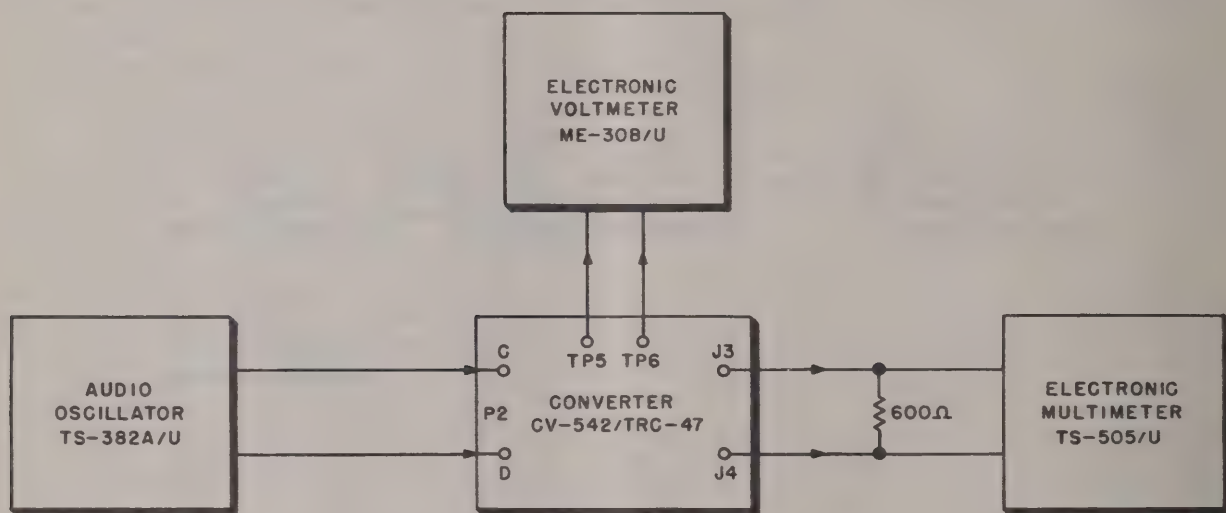 ELECTRONIC
VOLTMETER
ME-30B/U
AUDIO
OSCILLATOR
TS-382A/U
C
TP5 TP6
J3
P2
CONVERTER
CV-542/TRC-47
D
J4
600Ω
ELECTRONIC
MULTIMETER
TS-505/U